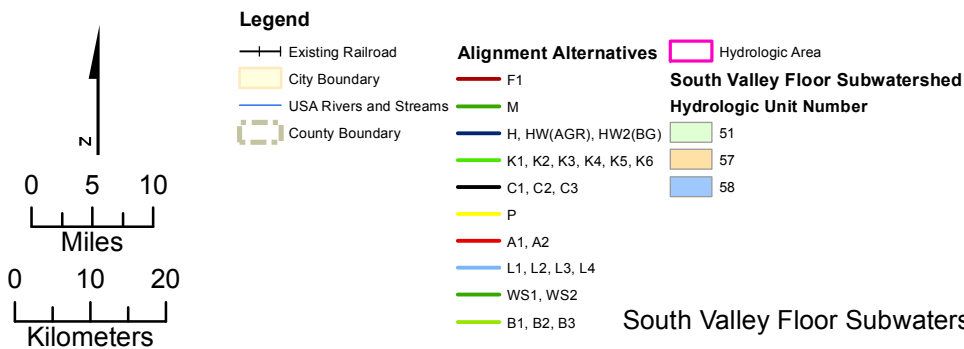 Z
0 5 10
Miles
0 10 20
Kilometers
Legend
Existing Railroad
City Boundary
USA Rivers and Streams
County Boundary
Alignment Alternatives
F1
M
H, HW(AGR), HW2(BG)
K1, K2, K3, K4, K5, K6
C1, C2, C3
P
A1, A2
L1, L2, L3, L4
WS1, WS2
B1, B2, B3
Hydrologic Area
South Valley Floor Subwatershed
Hydrologic Unit Number
51
57
58
South Valley Floor Subwaters